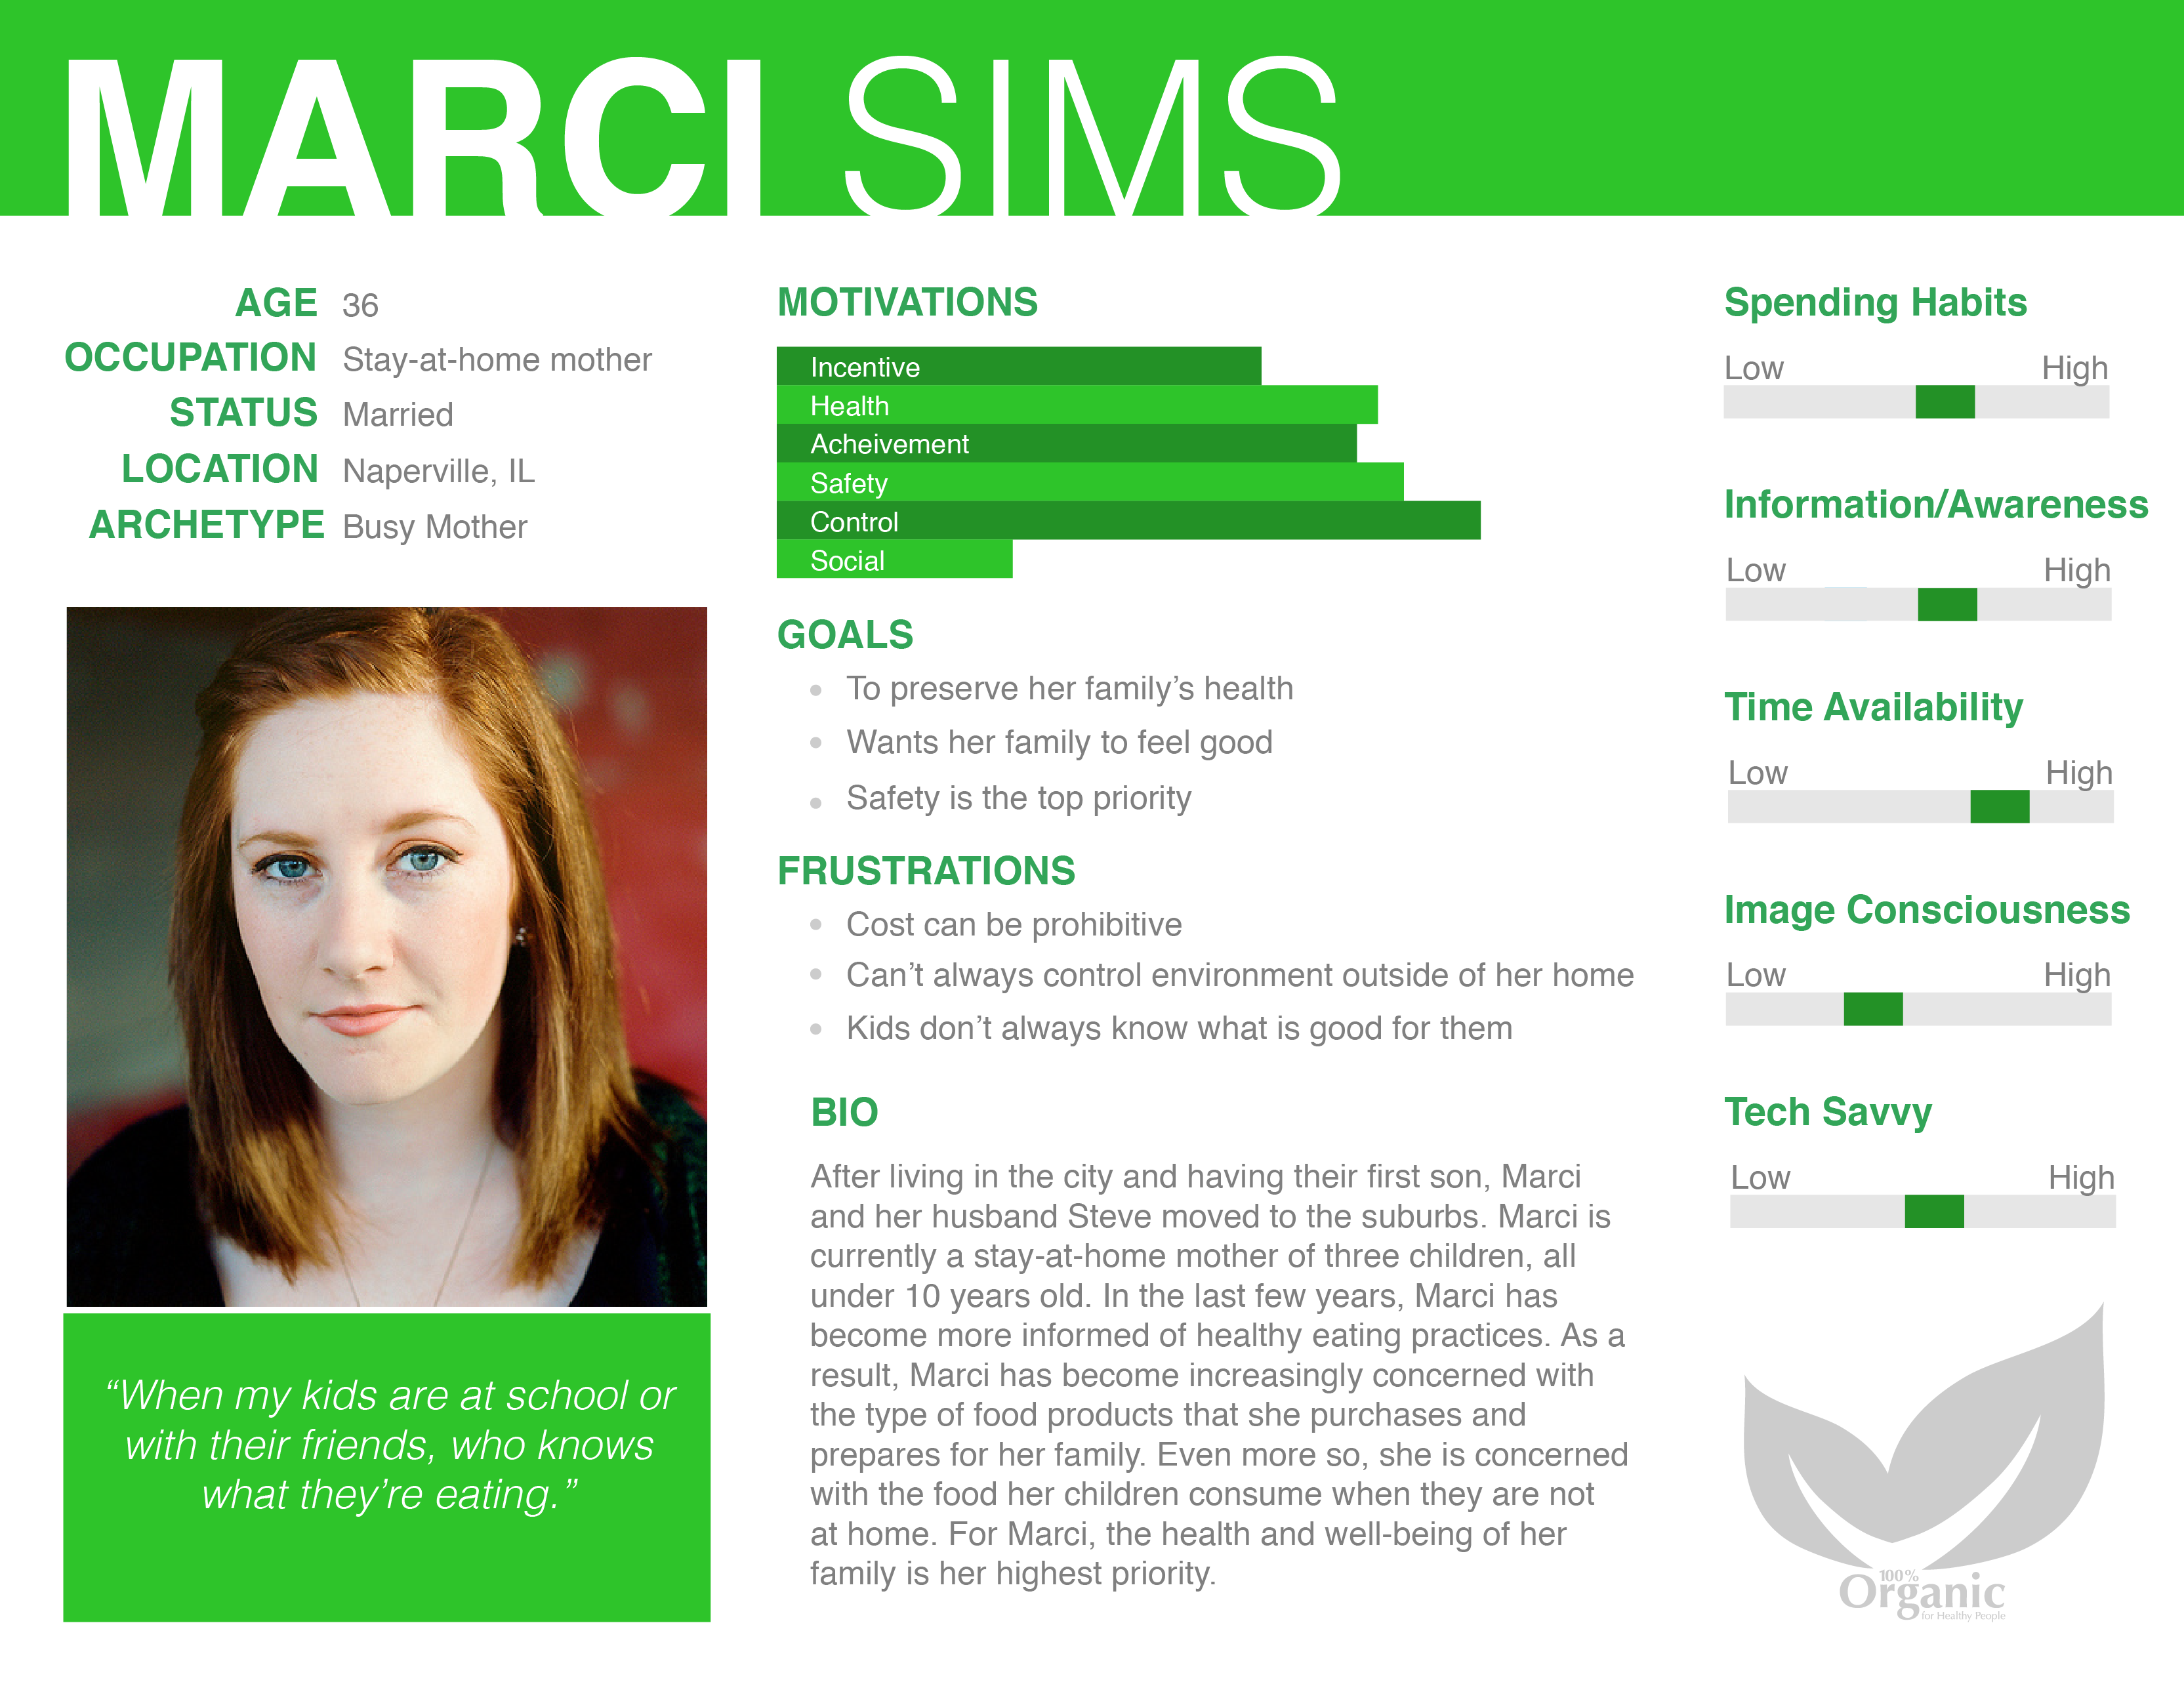 MARCI SIMS
AGE 36
OCCUPATION Stay-at-home mother
STATUS Married
LOCATION Naperville, IL
ARCHETYPE Busy Mother
“When my kids are at school or
with their friends, who knows
what they’re eating.”
MOTIVATIONS
Incentive
Health
Acheivement
Safety
Control
Social
GOALS
To preserve her family’s health
Wants her family to feel good
Safety is the top priority
FRUSTRATIONS
Cost can be prohibitive
Can’t always control environment outside of her home
Kids don’t always know what is good for them
BIO
After living in the city and having their first son, Marci
and her husband Steve moved to the suburbs. Marci is
currently a stay-at-home mother of three children, all
under 10 years old. In the last few years, Marci has
become more informed of healthy eating practices. As a
result, Marci has become increasingly concerned with
the type of food products that she purchases and
prepares for her family. Even more so, she is concerned
with the food her children consume when they are not
at home. For Marci, the health and well-being of her
family is her highest priority.
Spending Habits
Low High
Information/Awareness
Low High
Time Availability
Low High
Image Consciousness
Low High
Tech Savvy
Low High
100%
Organic
for Healthy People